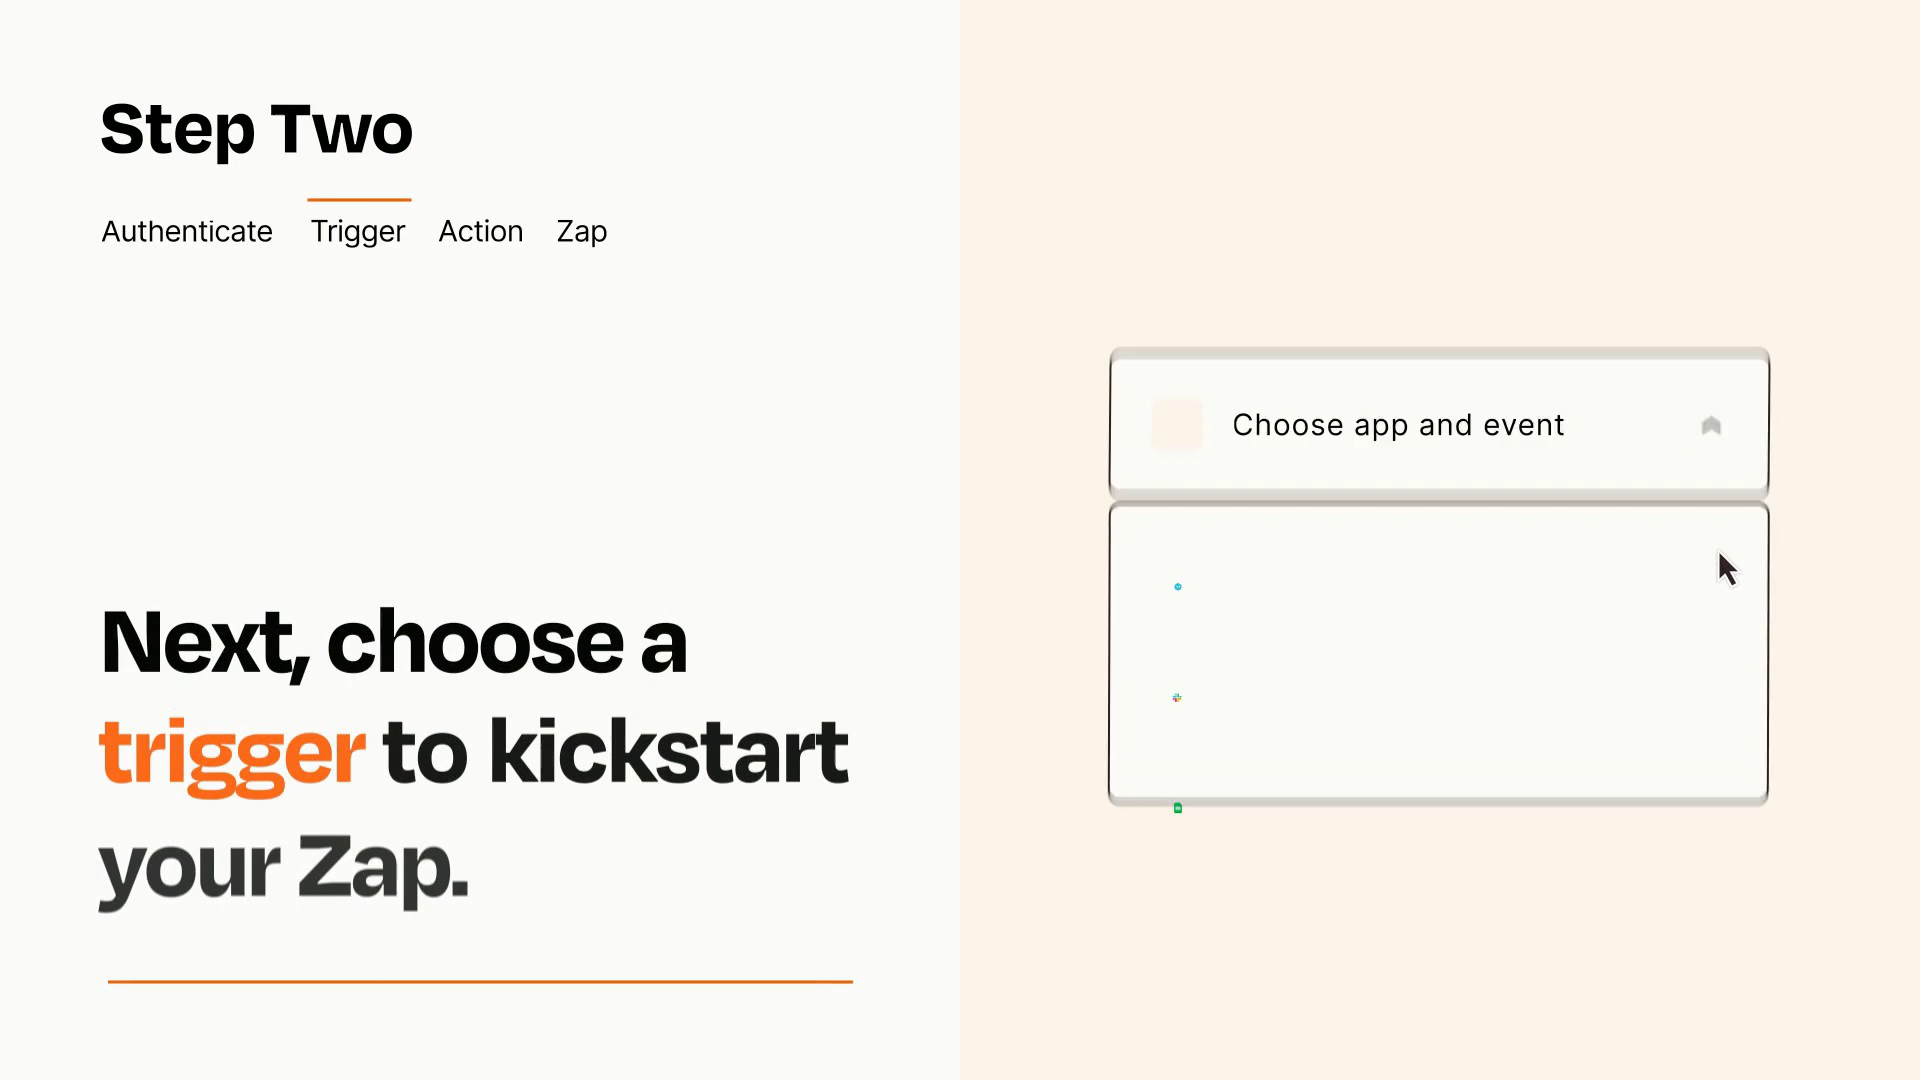 Step Two
Authenticate Trigger Action Zap
Next, choose a
trigger to kickstart
your Zap.
Choose app and event